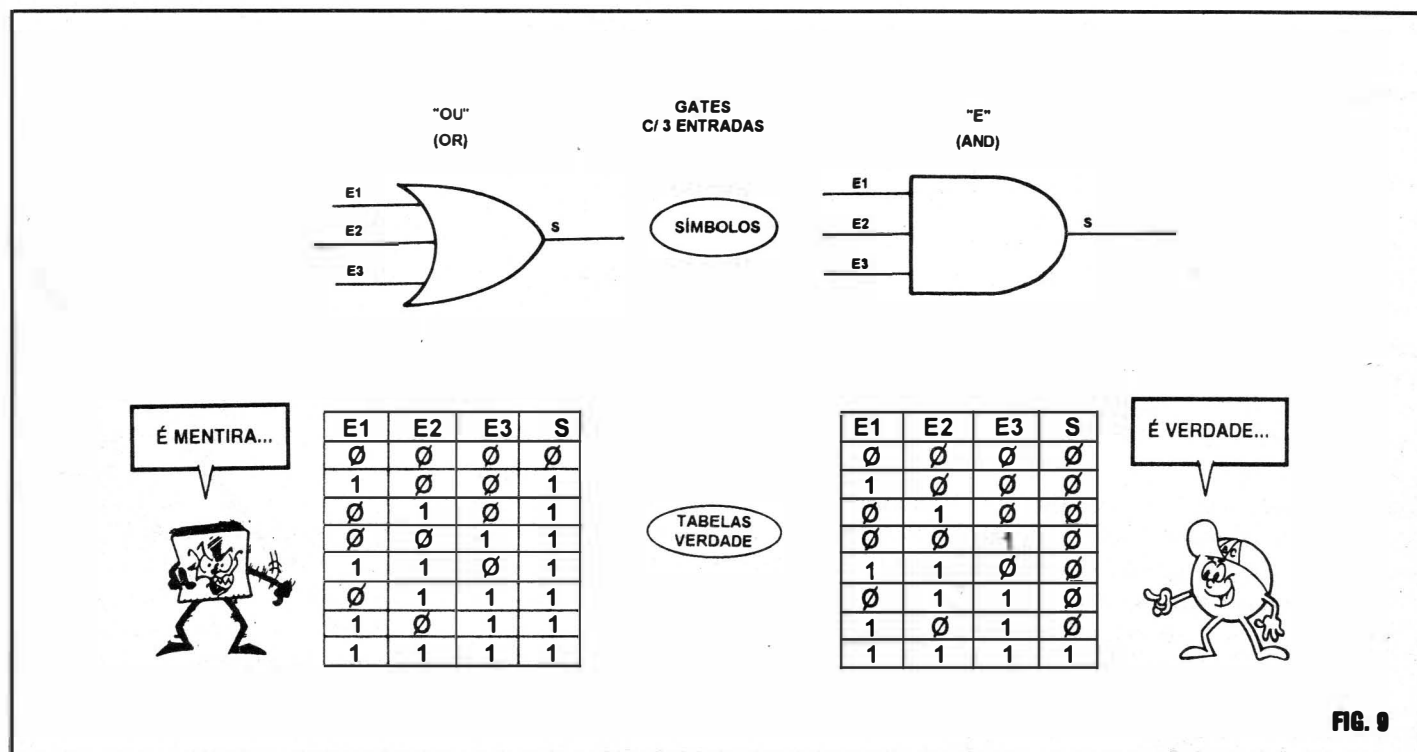 "OU"
(OR)
GATES
C/ 3 ENTRADAS
"E"
(AND)
E1
E2
E3
S
SÍMBOLOS
E1
E2
E3
S
É MENTIRA...
E1 E2 E3 S
Ø Ø Ø Ø
1 Ø Ø 1
Ø 1 Ø 1
Ø Ø 1 1
1 1 Ø 1
Ø 1 1 1
1 Ø 1 1
1 1 1 1
TABELAS
VERDADE
E1 E2 E3 S
Ø Ø Ø Ø
1 Ø Ø Ø
Ø 1 Ø Ø
Ø Ø 1 Ø
1 1 Ø Ø
Ø 1 1 Ø
1 Ø 1 Ø
1 1 1 1
É VERDADE...
A/C
FIG. 9